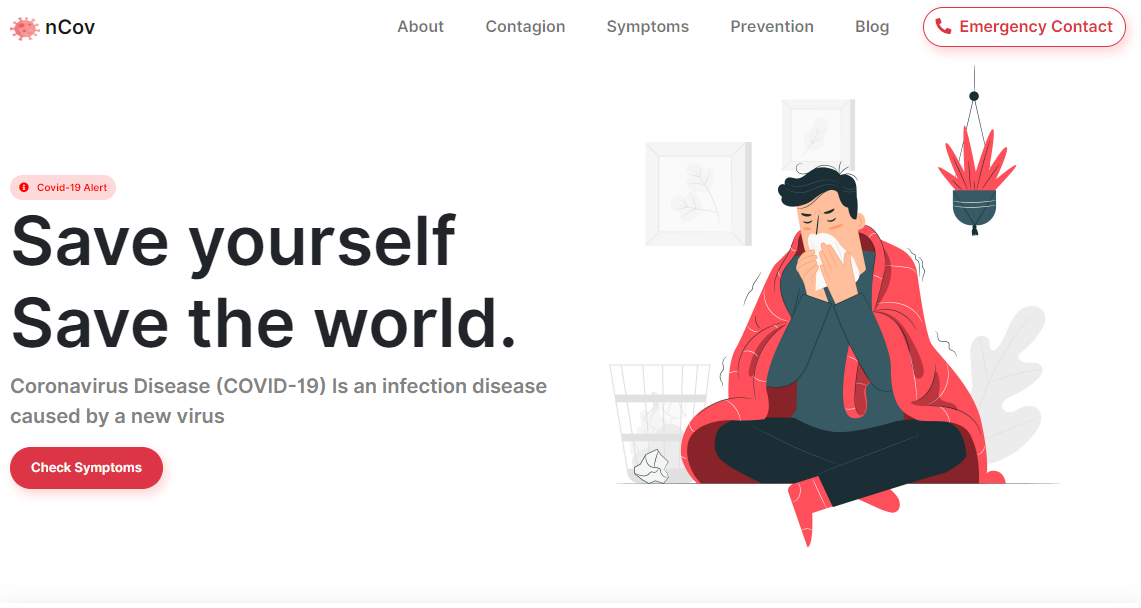 nCov
About
Contagion
Symptoms
Prevention
Blog
Emergency Contact
Covid-19 Alert
Save yourself
Save the world.
Coronavirus Disease (COVID-19) Is an infection disease
caused by a new virus
Check Symptoms